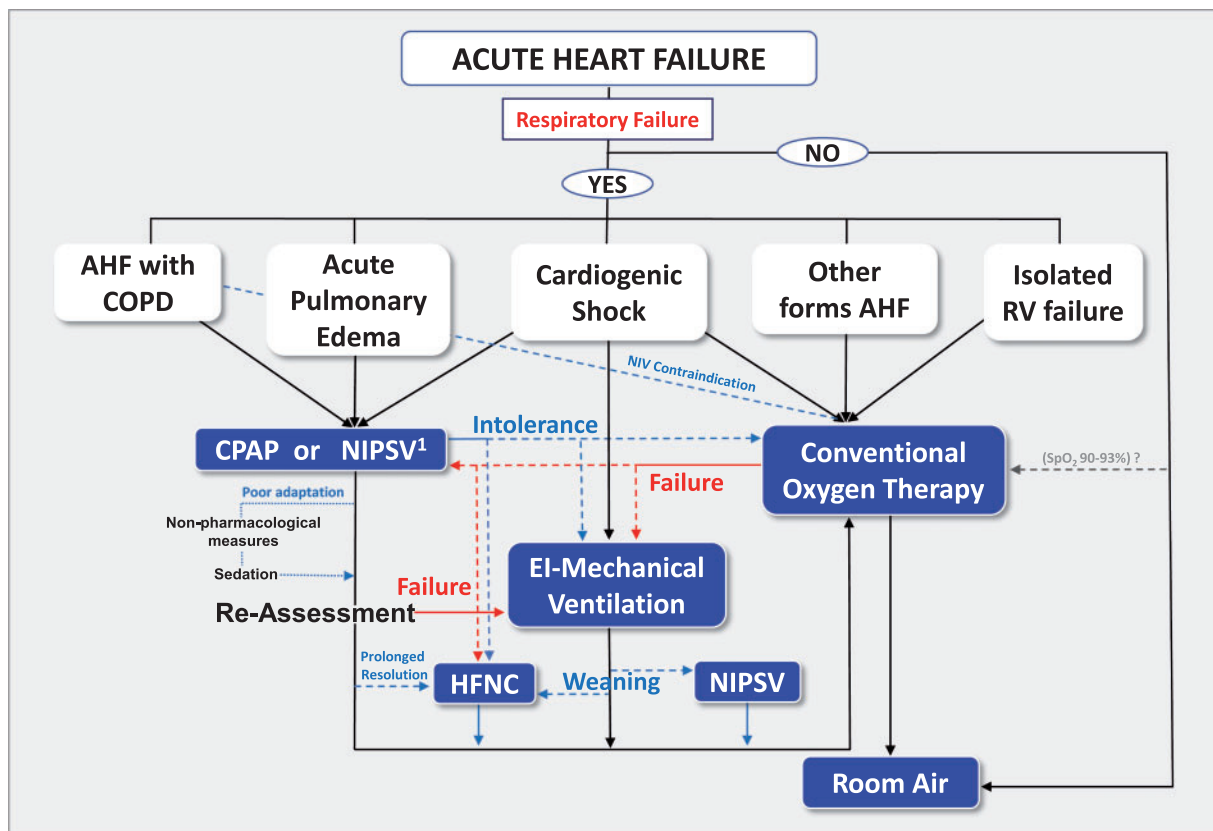 ACUTE HEART FAILURE
Respiratory Failure
NO
YES
AHF with
COPD
Acute
Pulmonary
Edema
Cardiogenic
Shock
Other
forms AHF
Isolated
RV failure
NIV Contraindication
CPAP or NIPSV¹
Intolerance
Conventional
Oxygen Therapy
(SpO₂ 90-93%) ?
Failure
Poor adaptation
Non-pharmacological
measures
Sedation
EI-Mechanical
Ventilation
Failure
Re-Assessment
Prolonged
Resolution
HFNC
Weaning
NIPSV
Room Air